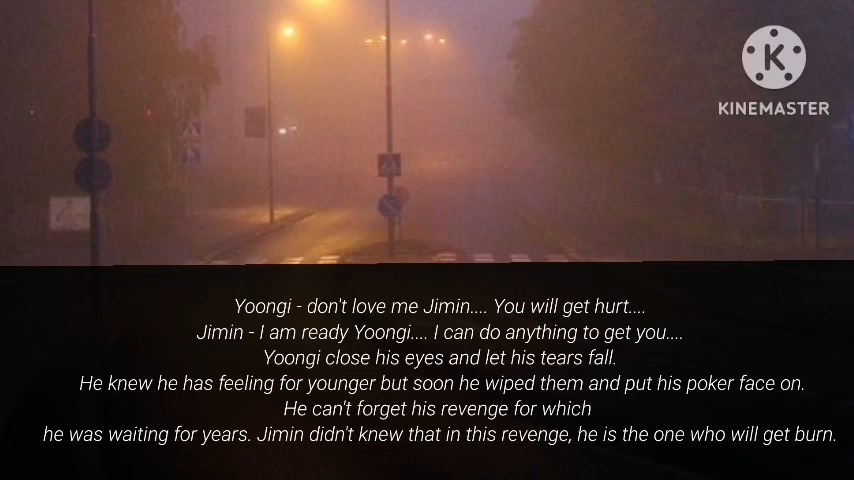 KINEMASTER
Yoongi - don't love me Jimin.... You will get hurt....
Jimin - I am ready Yoongi.... I can do anything to get you....
Yoongi close his eyes and let his tears fall.
He knew he has feeling for younger but soon he wiped them and put his poker face on.
He can't forget his revenge for which
he was waiting for years. Jimin didn't knew that in this revenge, he is the one who will get burn.